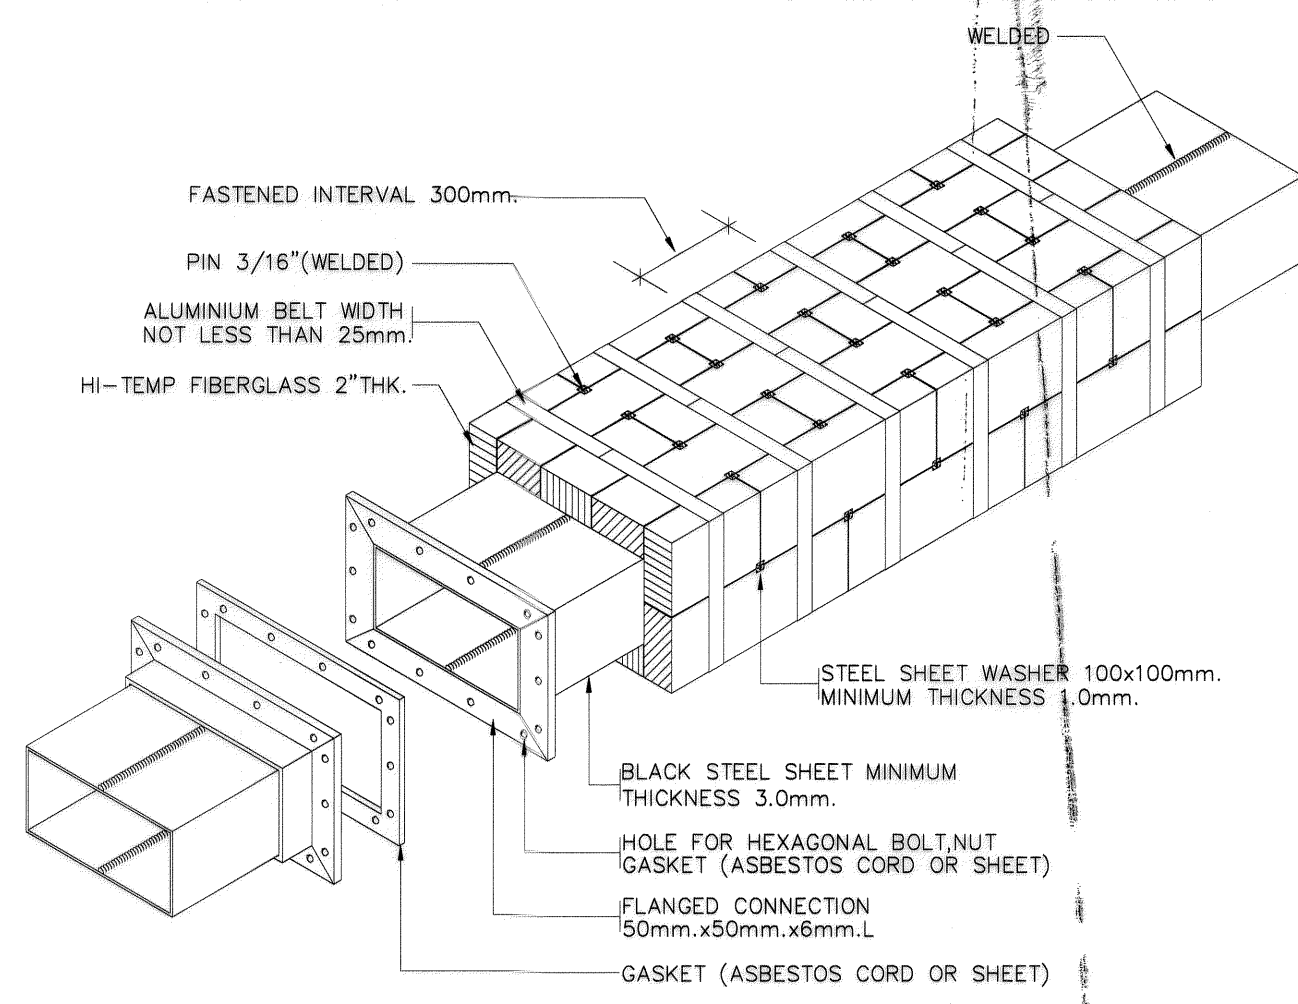 WELDED
FASTENED INTERVAL 300mm.
PIN 3/16"(WELDED)
ALUMINIUM BELT WIDTH
NOT LESS THAN 25mm.
HI-TEMP FIBERGLASS 2"THK.
STEEL SHEET WASHER 100x100mm.
MINIMUM THICKNESS 1.0mm.
BLACK STEEL SHEET MINIMUM
THICKNESS 3.0mm.
HOLE FOR HEXAGONAL BOLT,NUT
GASKET (ASBESTOS CORD OR SHEET)
FLANGED CONNECTION
50mm.x50mm.x6mm.L
GASKET (ASBESTOS CORD OR SHEET)